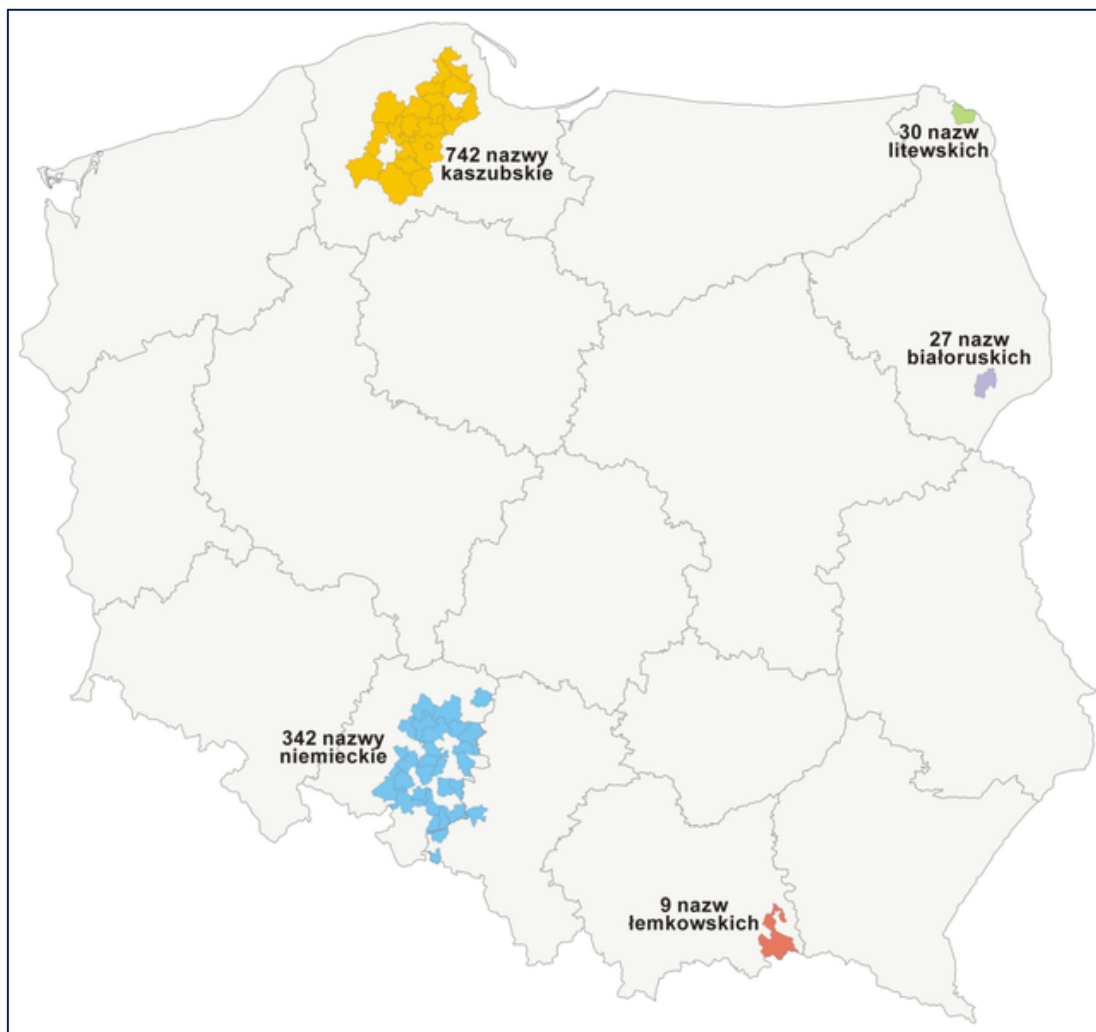 742 nazwy
kaszubskie
30 nazw
litewskich
27 nazw
białoruskich
342 nazwy
niemieckie
9 nazw
łemkowskich